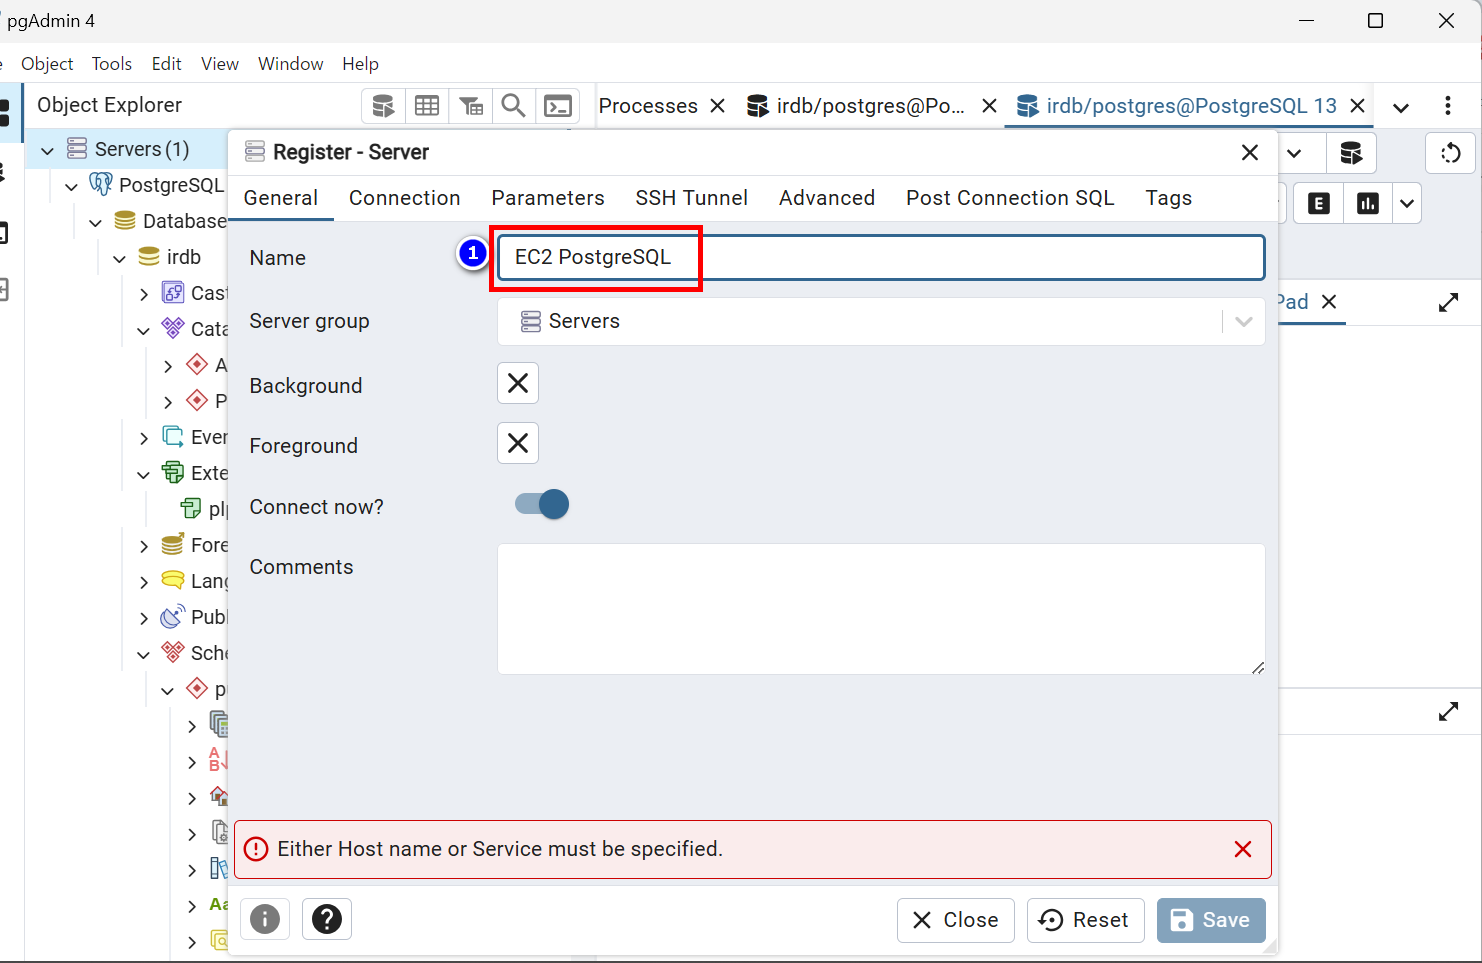 pgAdmin 4
Object Tools Edit View Window Help
Object Explorer
Processes
irdb/postgres@Po...
irdb/postgres@PostgreSQL 13
Servers (1)
Register - Server
PostgreSQL
General Connection Parameters SSH Tunnel Advanced Post Connection SQL Tags
E
Database
Name
1
EC2 PostgreSQL
irdb
Cast
Pad
Server group
Servers
Cata
A
Background
P
Even
Foreground
Exte
Connect now?
Fore
Comments
Lang
Publ
Sche
Either Host name or Service must be specified.
Close
Reset
Save